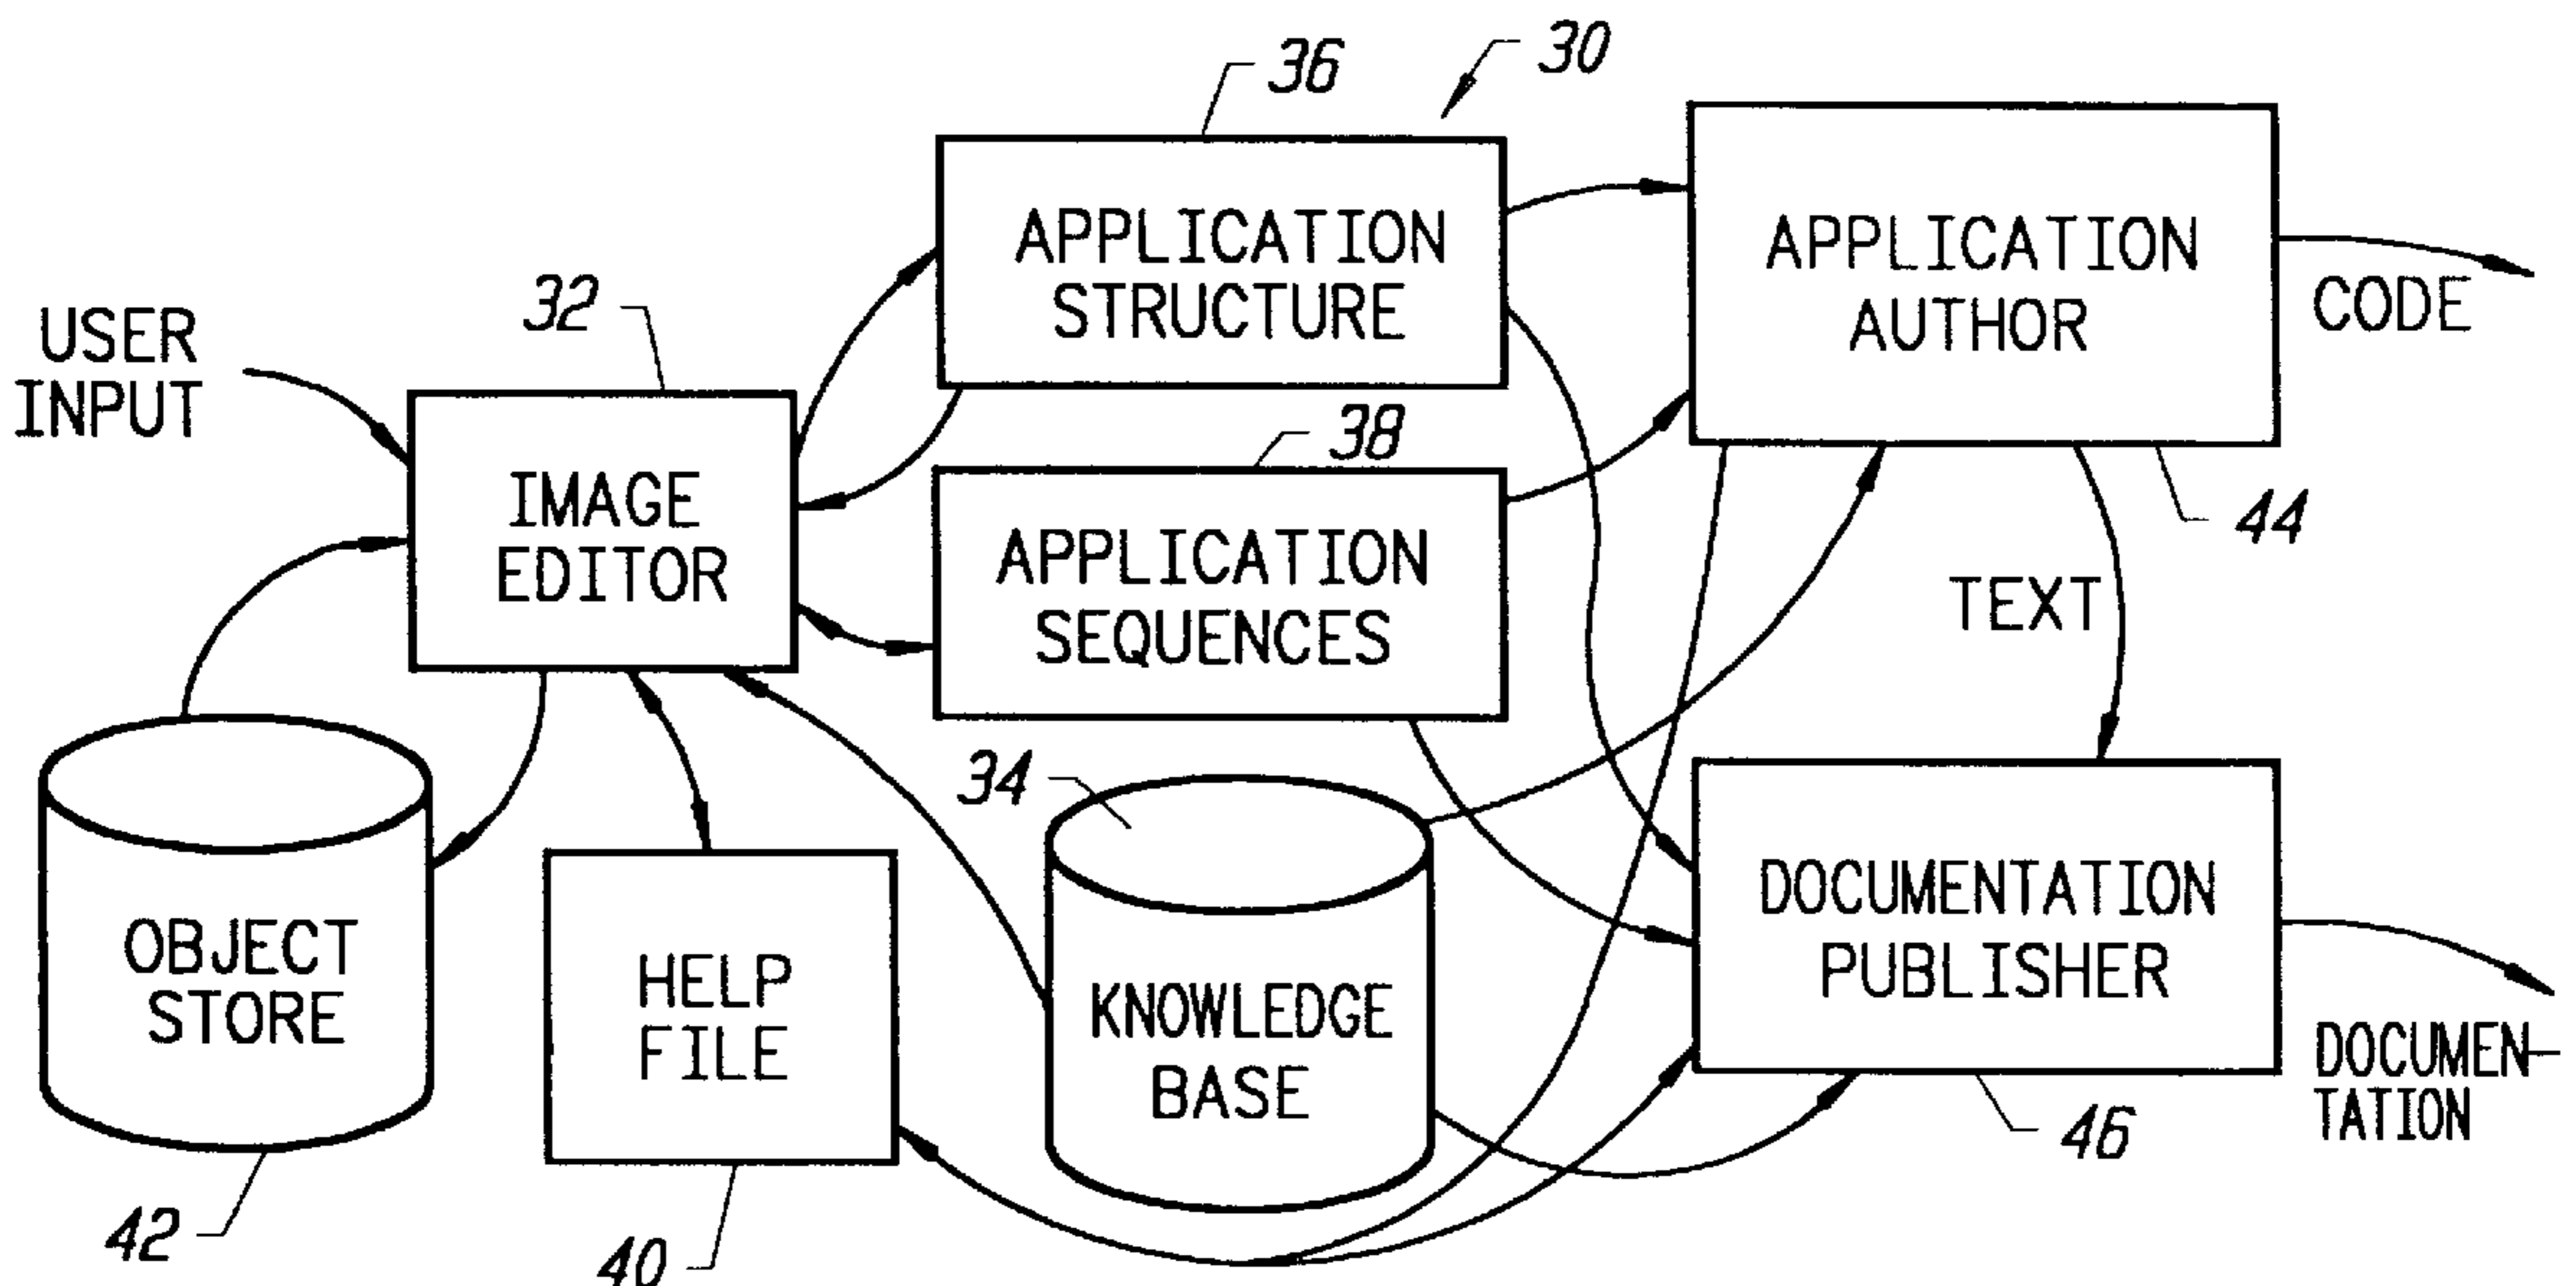 30
36
APPLICATION
STRUCTURE
APPLICATION
AUTHOR
CODE
32
USER
INPUT
IMAGE
EDITOR
38
APPLICATION
SEQUENCES
44
TEXT
34
OBJECT
STORE
HELP
FILE
KNOWLEDGE
BASE
DOCUMENTATION
PUBLISHER
DOCUMEN-
TATION
42
40
46